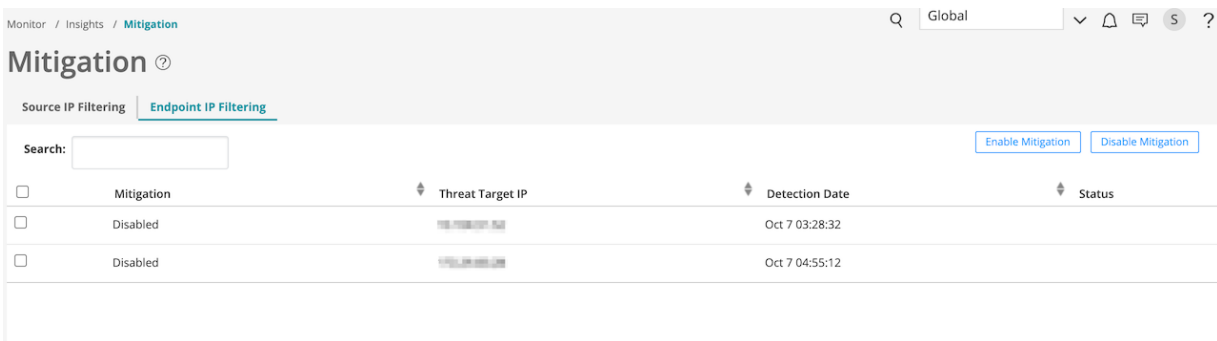 Monitor / Insights / Mitigation
Global
S ?
Mitigation ?
Source IP Filtering Endpoint IP Filtering
Search:
Enable Mitigation Disable Mitigation
Mitigation Threat Target IP Detection Date Status
Disabled Oct 7 03:28:32
Disabled Oct 7 04:55:12